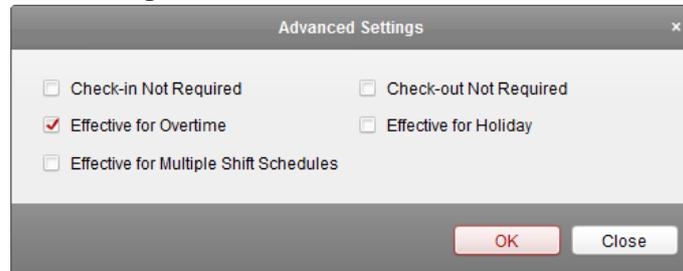 Advanced Settings ×
Check-in Not Required Check-out Not Required
Effective for Overtime Effective for Holiday
Effective for Multiple Shift Schedules
OK Close